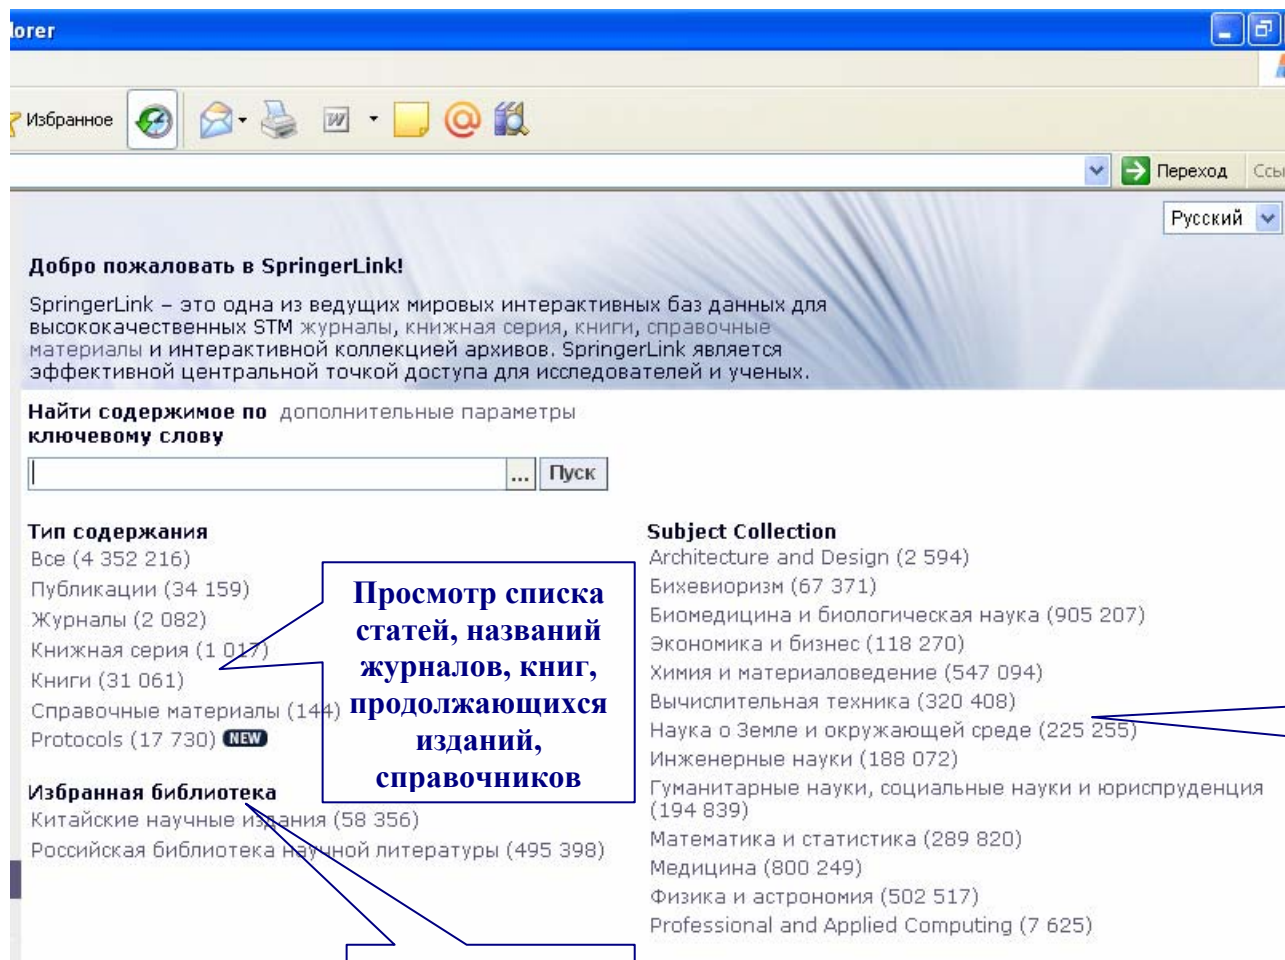 lorer
Избранное
Переход
Русский
Добро пожаловать в SpringerLink!
SpringerLink – это одна из ведущих мировых интерактивных баз данных для
высококачественных STM журналы, книжная серия, книги, справочные
материалы и интерактивной коллекцией архивов. SpringerLink является
эффективной центральной точкой доступа для исследователей и ученых.
Найти содержимое по дополнительные параметры
ключевому слову
... Пуск
Тип содержания
Все (4 352 216)
Публикации (34 159)
Журналы (2 082)
Книжная серия (1 017)
Книги (31 061)
Справочные материалы (144)
Protocols (17 730) NEW
Просмотр списка
статей, названий
журналов, книг,
продолжающихся
изданий,
справочников
Избранная библиотека
Китайские научные издания (58 356)
Российская библиотека научной литературы (495 398)
Subject Collection
Architecture and Design (2 594)
Бихевиоризм (67 371)
Биомедицина и биологическая наука (905 207)
Экономика и бизнес (118 270)
Химия и материаловедение (547 094)
Вычислительная техника (320 408)
Наука о Земле и окружающей среде (225 255)
Инженерные науки (188 072)
Гуманитарные науки, социальные науки и юриспруденция
(194 839)
Математика и статистика (289 820)
Медицина (800 249)
Физика и астрономия (502 517)
Professional and Applied Computing (7 625)